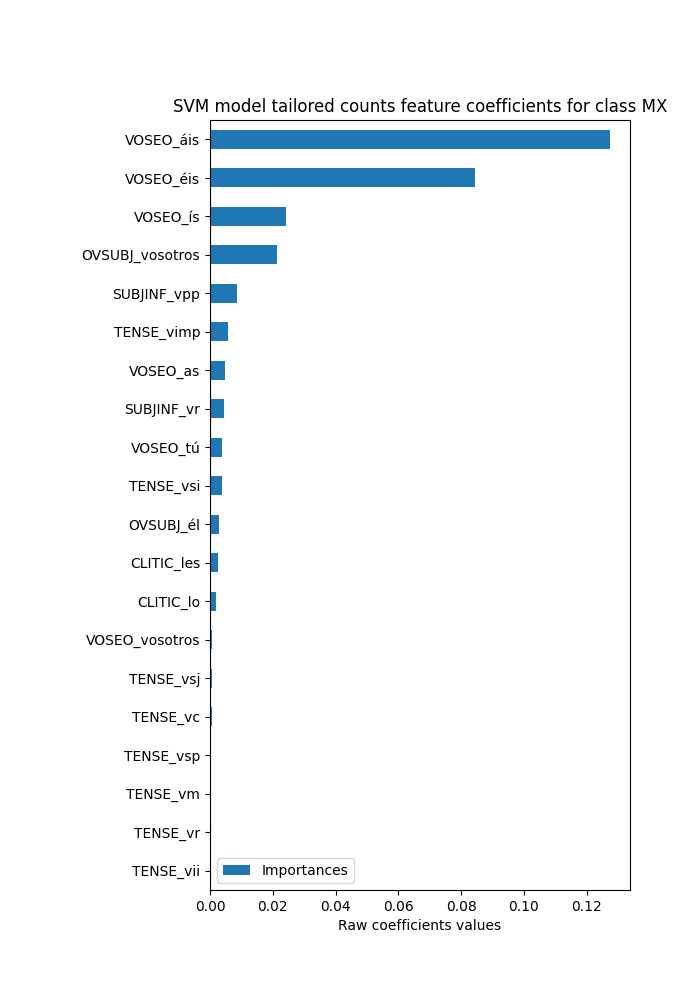 SVM model tailored counts feature coefficients for class MX
VOSEO_áis
VOSEO_éis
VOSEO_ís
OVSUBJ_vosotros
SUBJINF_vpp
TENSE_vimp
VOSEO_as
SUBJINF_vr
VOSEO_tú
TENSE_vsi
OVSUBJ_él
CLITIC_les
CLITIC_lo
VOSEO_vosotros
TENSE_vsj
TENSE_vc
TENSE_vsp
TENSE_vm
TENSE_vr
TENSE_vii
Importances
0.00 0.02 0.04 0.06 0.08 0.10 0.12
Raw coefficients values